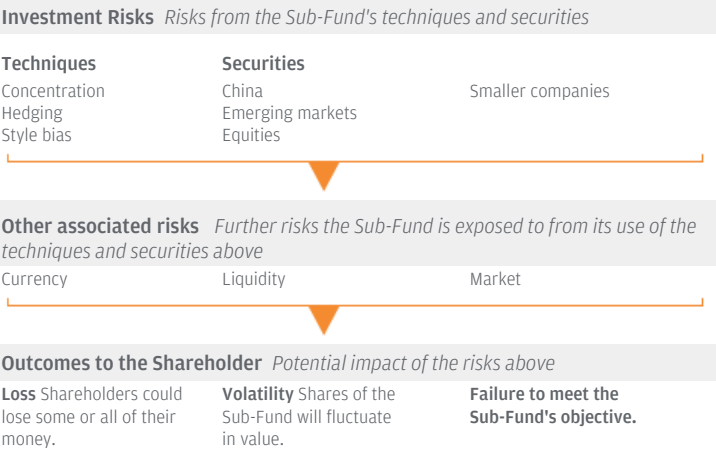 Investment Risks Risks from the Sub-Fund's techniques and securities
Techniques
Concentration
Hedging
Style bias
Securities
China
Emerging markets
Equities
Smaller companies
Other associated risks Further risks the Sub-Fund is exposed to from its use of the
techniques and securities above
Currency
Liquidity
Market
Outcomes to the Shareholder Potential impact of the risks above
Loss Shareholders could
lose some or all of their
money.
Volatility Shares of the
Sub-Fund will fluctuate
in value.
Failure to meet the
Sub-Fund's objective.